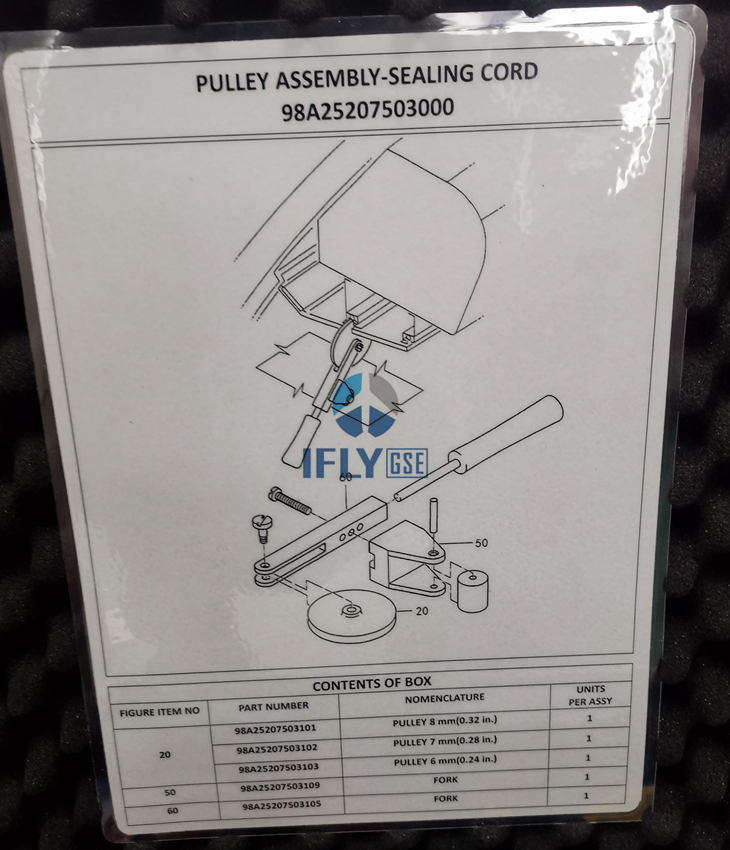 PULLEY ASSEMBLY-SEALING CORD
98A25207503000
IFLY GSE
60
50
20
CONTENTS OF BOX
FIGURE ITEM NO PART NUMBER NOMENCLATURE UNITS PER ASSY
20 98A25207503101 PULLEY 8 mm(0.32 in.) 1
98A25207503102 PULLEY 7 mm(0.28 in.) 1
98A25207503103 PULLEY 6 mm(0.24 in.) 1
50 98A25207503109 FORK 1
60 98A25207503105 FORK 1